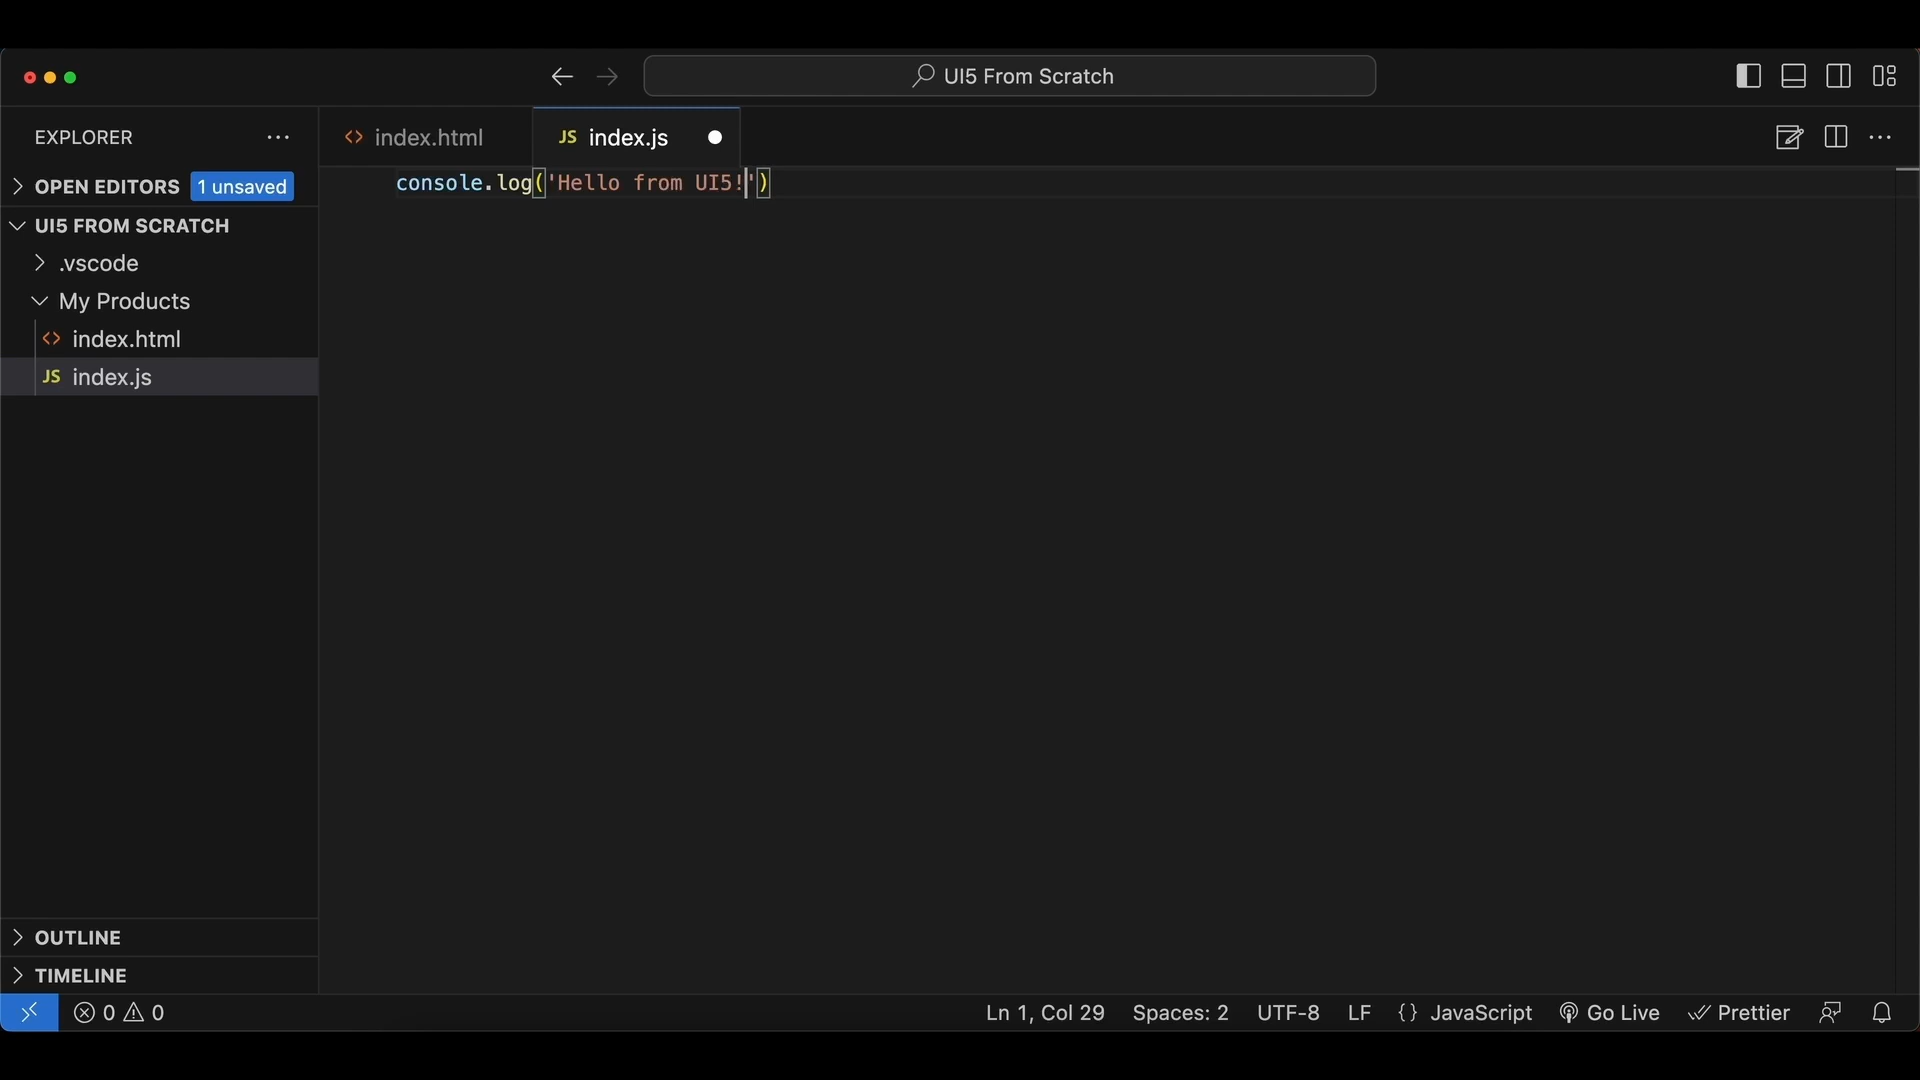 UI5 From Scratch
EXPLORER
index.html
JS index.js
OPEN EDITORS 1 unsaved
console.log('Hello from UI5!')
UI5 FROM SCRATCH
.vscode
My Products
index.html
JS index.js
OUTLINE
TIMELINE
0 0 Ln 1, Col 29 Spaces: 2 UTF-8 LF {} JavaScript Go Live Prettier